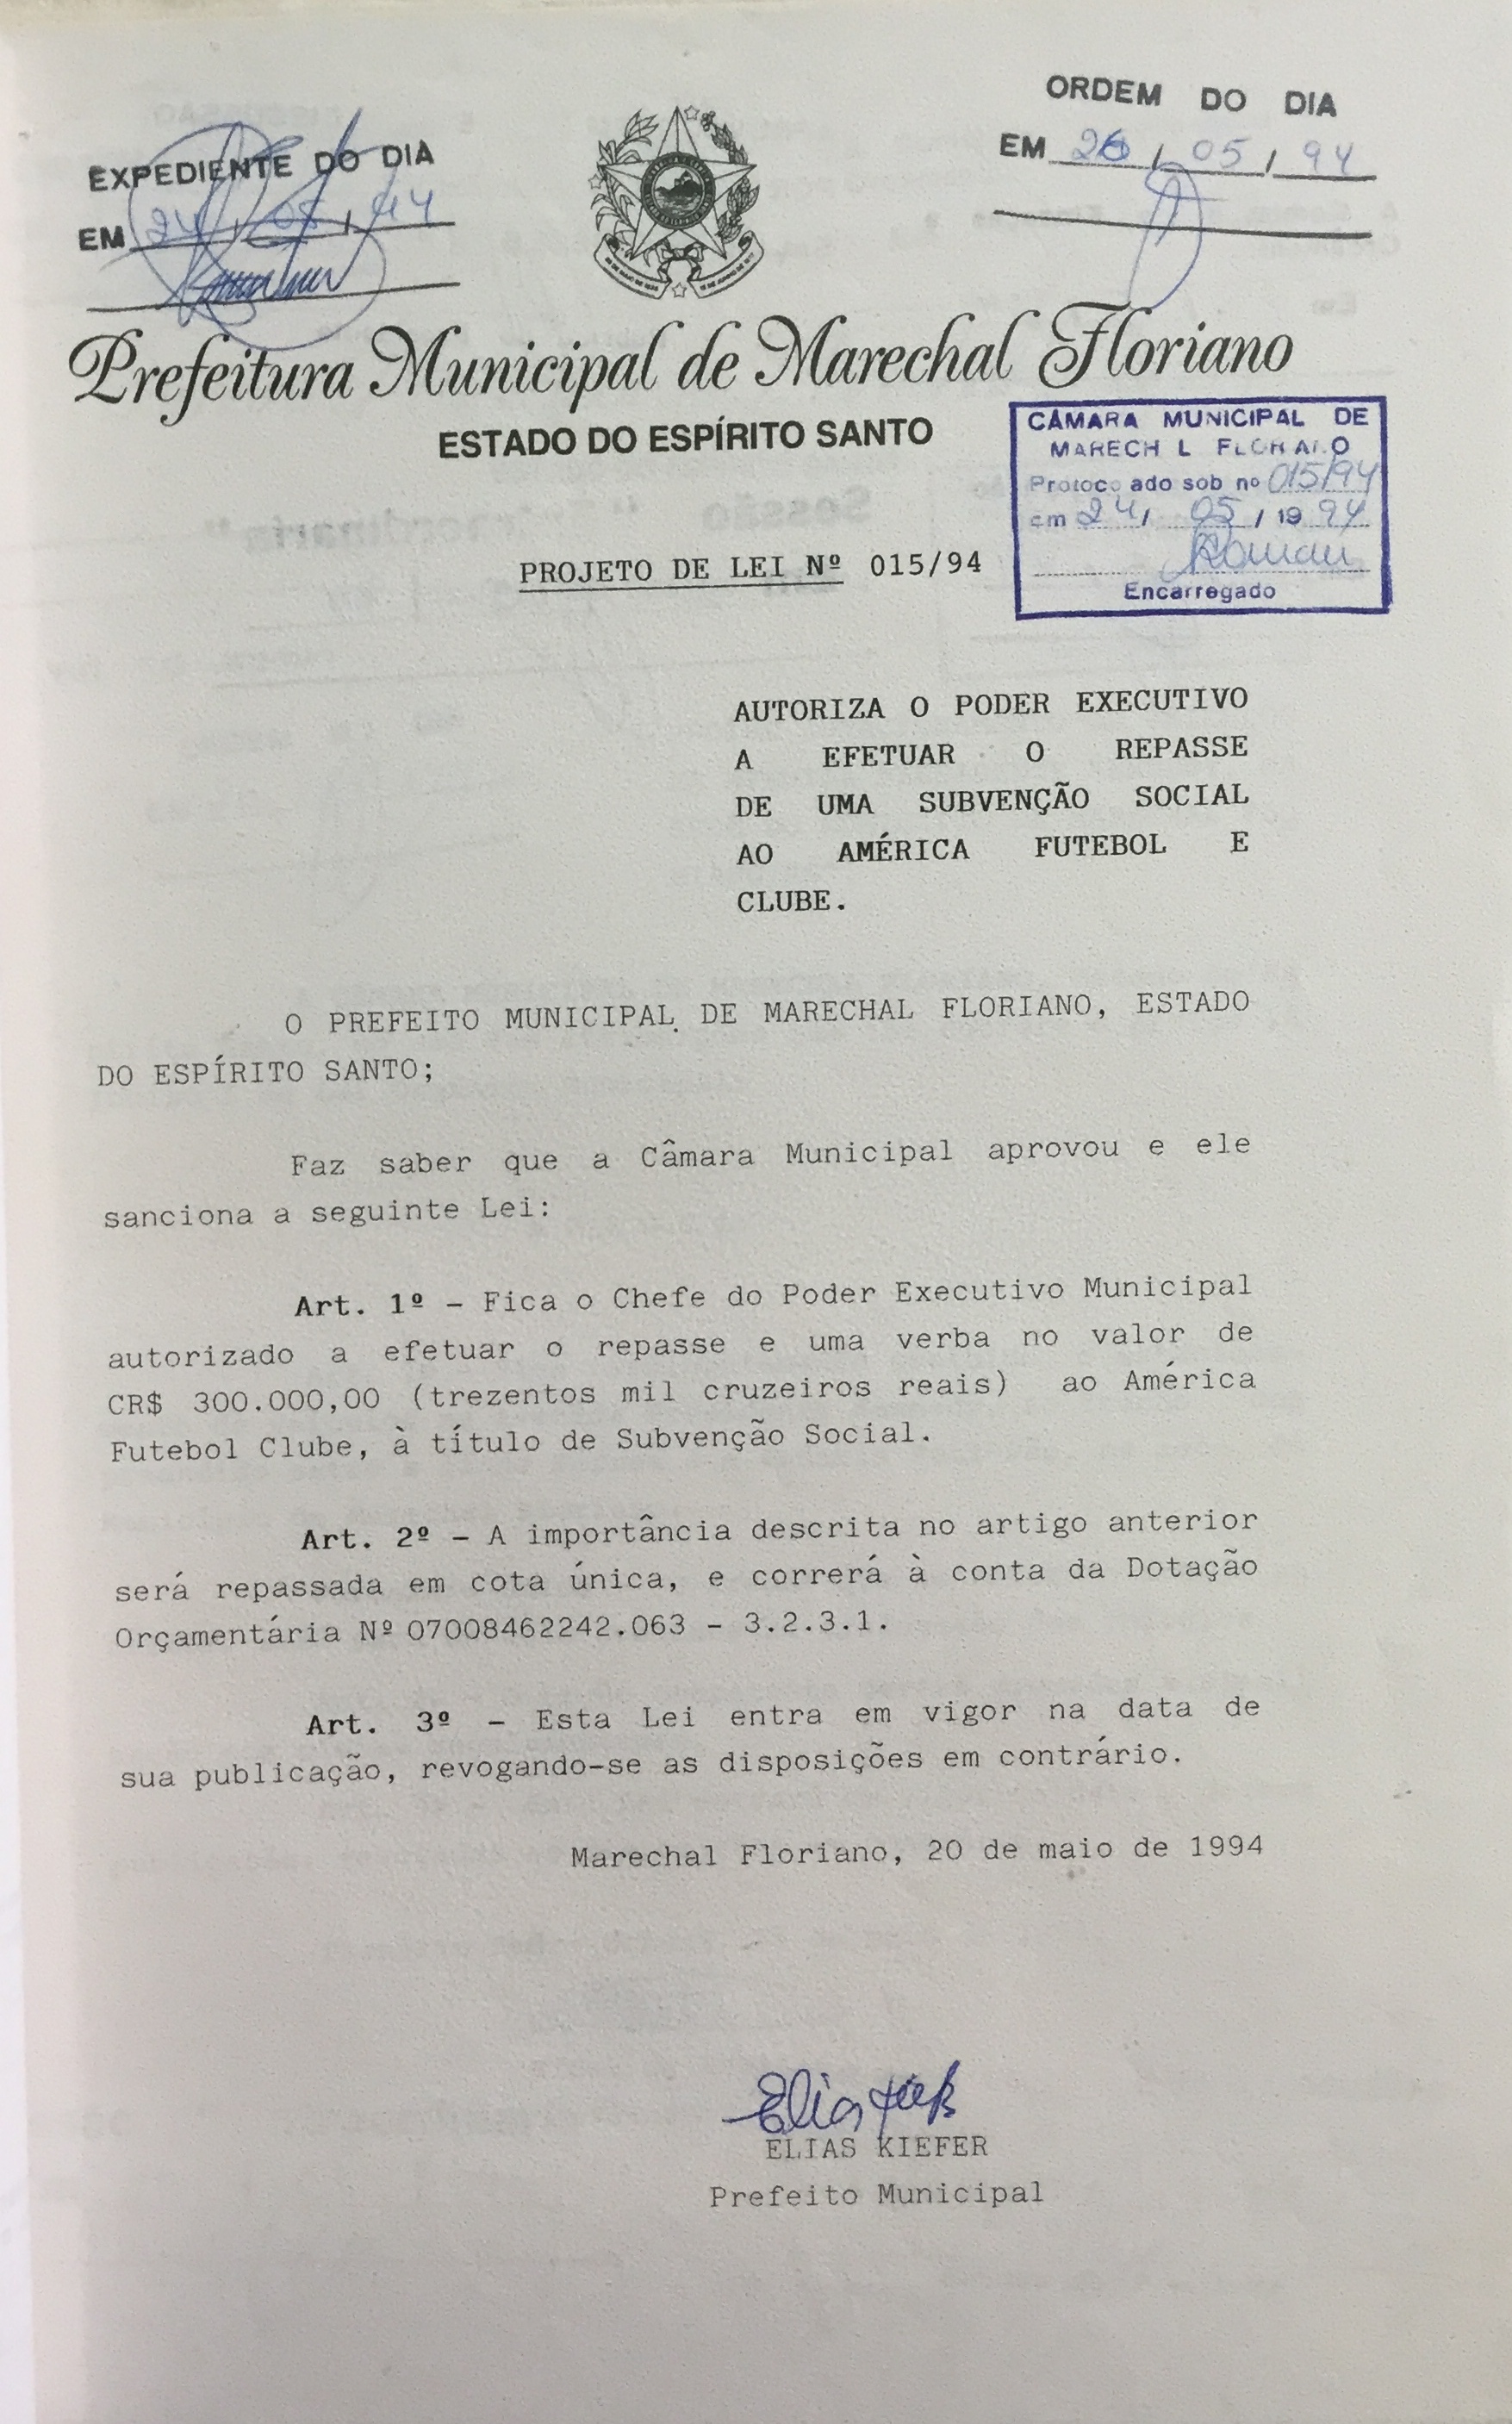 EXPEDIENTE DO DIA
EM 24 / 05 / 94
ORDEM DO DIA
EM 26 / 05 / 94
Prefeitura Municipal de Marechal Floriano
ESTADO DO ESPÍRITO SANTO
CÂMARA MUNICIPAL DE
MARECH L FLORIANO
Protoc ado sob nº 015/94
em 24 / 05 / 1994
Encarregado
PROJETO DE LEI Nº 015/94
AUTORIZA O PODER EXECUTIVO
A EFETUAR O REPASSE
DE UMA SUBVENÇÃO SOCIAL
AO AMÉRICA FUTEBOL E
CLUBE.
O PREFEITO MUNICIPAL DE MARECHAL FLORIANO, ESTADO
DO ESPÍRITO SANTO;
Faz saber que a Câmara Municipal aprovou e ele
sanciona a seguinte Lei:
Art. 1º - Fica o Chefe do Poder Executivo Municipal
autorizado a efetuar o repasse e uma verba no valor de
CR$ 300.000,00 (trezentos mil cruzeiros reais) ao América
Futebol Clube, à título de Subvenção Social.
Art. 2º - A importância descrita no artigo anterior
será repassada em cota única, e correrá à conta da Dotação
Orçamentária Nº 07008462242.063 - 3.2.3.1.
Art. 3º - Esta Lei entra em vigor na data de
sua publicação, revogando-se as disposições em contrário.
Marechal Floriano, 20 de maio de 1994
ELIAS KIEFER
Prefeito Municipal